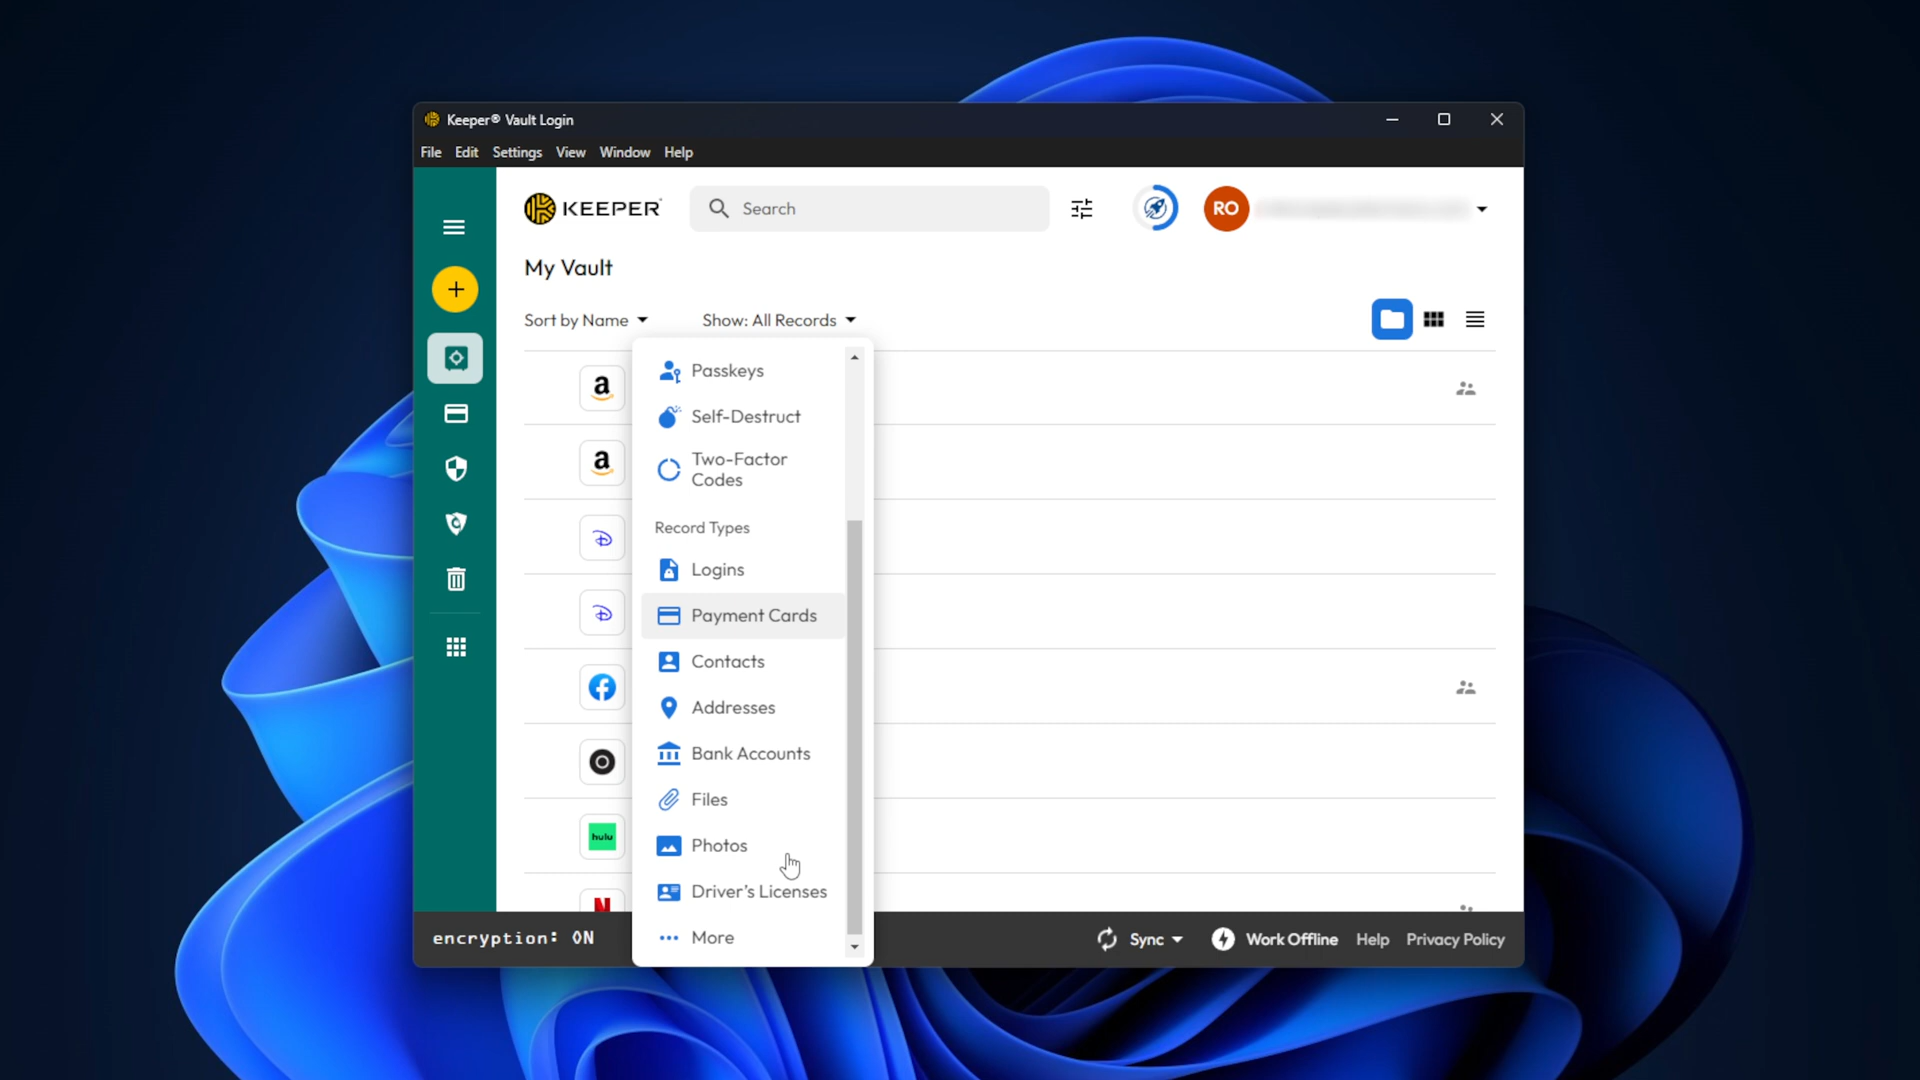 Keeper® Vault Login
File Edit Settings View Window Help
KEEPER
Search
RO
My Vault
Sort by Name
Show: All Records
Passkeys
Self-Destruct
Two-Factor
Codes
Record Types
Logins
Payment Cards
Contacts
Addresses
Bank Accounts
Files
Photos
Driver's Licenses
More
a
a
hulu
N
encryption: ON
Sync
Work Offline
Help
Privacy Policy